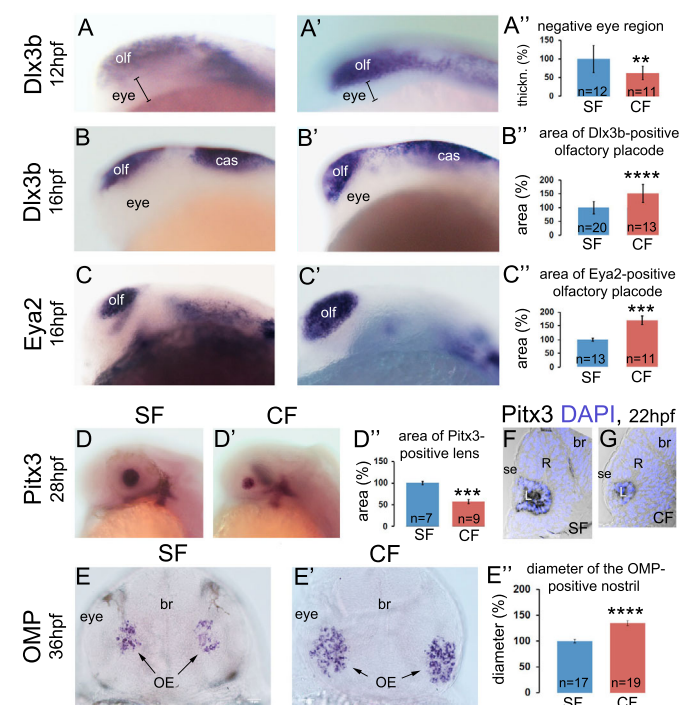 Dlx3b
12hpf
A
olf
eye
A'
olf
eye
A''
negative eye region
thickn. (%)
150
100
50
0
**
n=12
n=11
SF
CF
Dlx3b
16hpf
B
olf
cas
eye
B'
olf
cas
eye
B''
area of Dlx3b-positive
olfactory placode
area (%)
200
150
100
50
0
****
n=20
n=13
SF
CF
Eya2
16hpf
C
olf
C'
olf
C''
area of Eya2-positive
olfactory placode
area (%)
200
150
100
50
0
***
n=13
n=11
SF
CF
SF
CF
Pitx3
28hpf
D
D'
D''
area of Pitx3-
positive lens
area (%)
150
100
50
0
***
n=7
n=9
SF
CF
Pitx3 DAPI, 22hpf
F
br
se
R
L
SF
G
br
se
R
L
CF
SF
CF
OMP
36hpf
E
eye
br
OE
E'
eye
br
OE
E''
diameter of the OMP-
positive nostril
diameter (%)
200
150
100
50
0
****
n=17
n=19
SF
CF